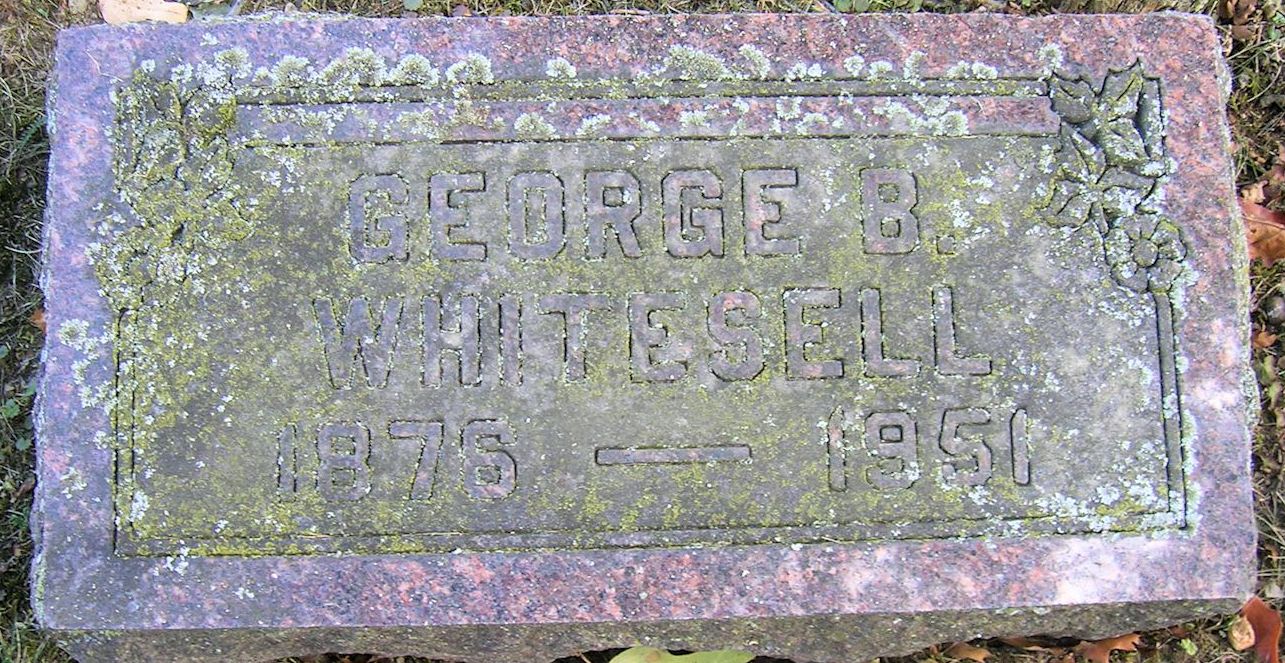 GEORGE B.
WHITESELL
1876 — 1951